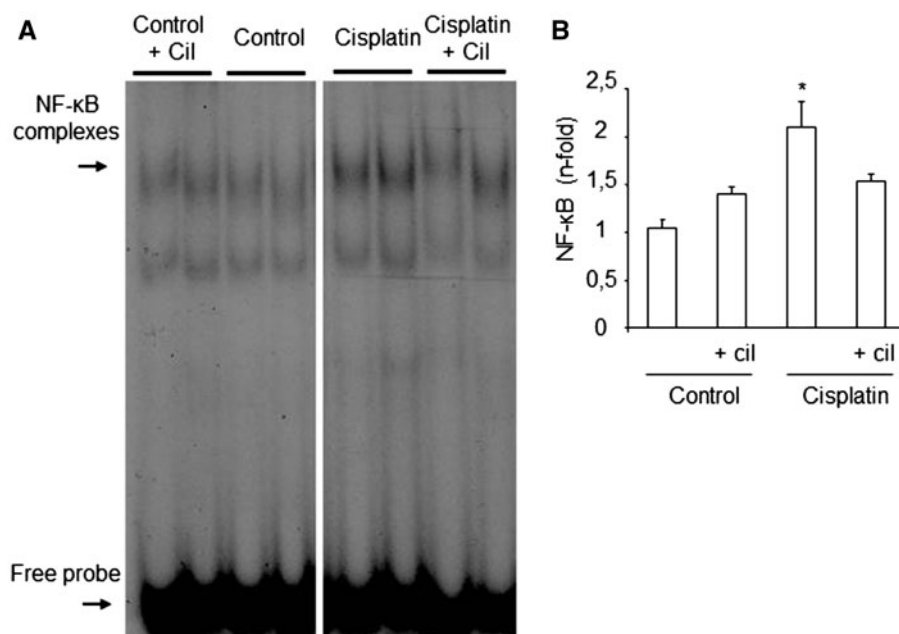 A
Control
+ Cil
Control
Cisplatin
Cisplatin
+ Cil
NF-κB
complexes
Free probe
B
NF-κB (n-fold)
2,5
2
1,5
1
0,5
0
*
+ cil
+ cil
Control
Cisplatin